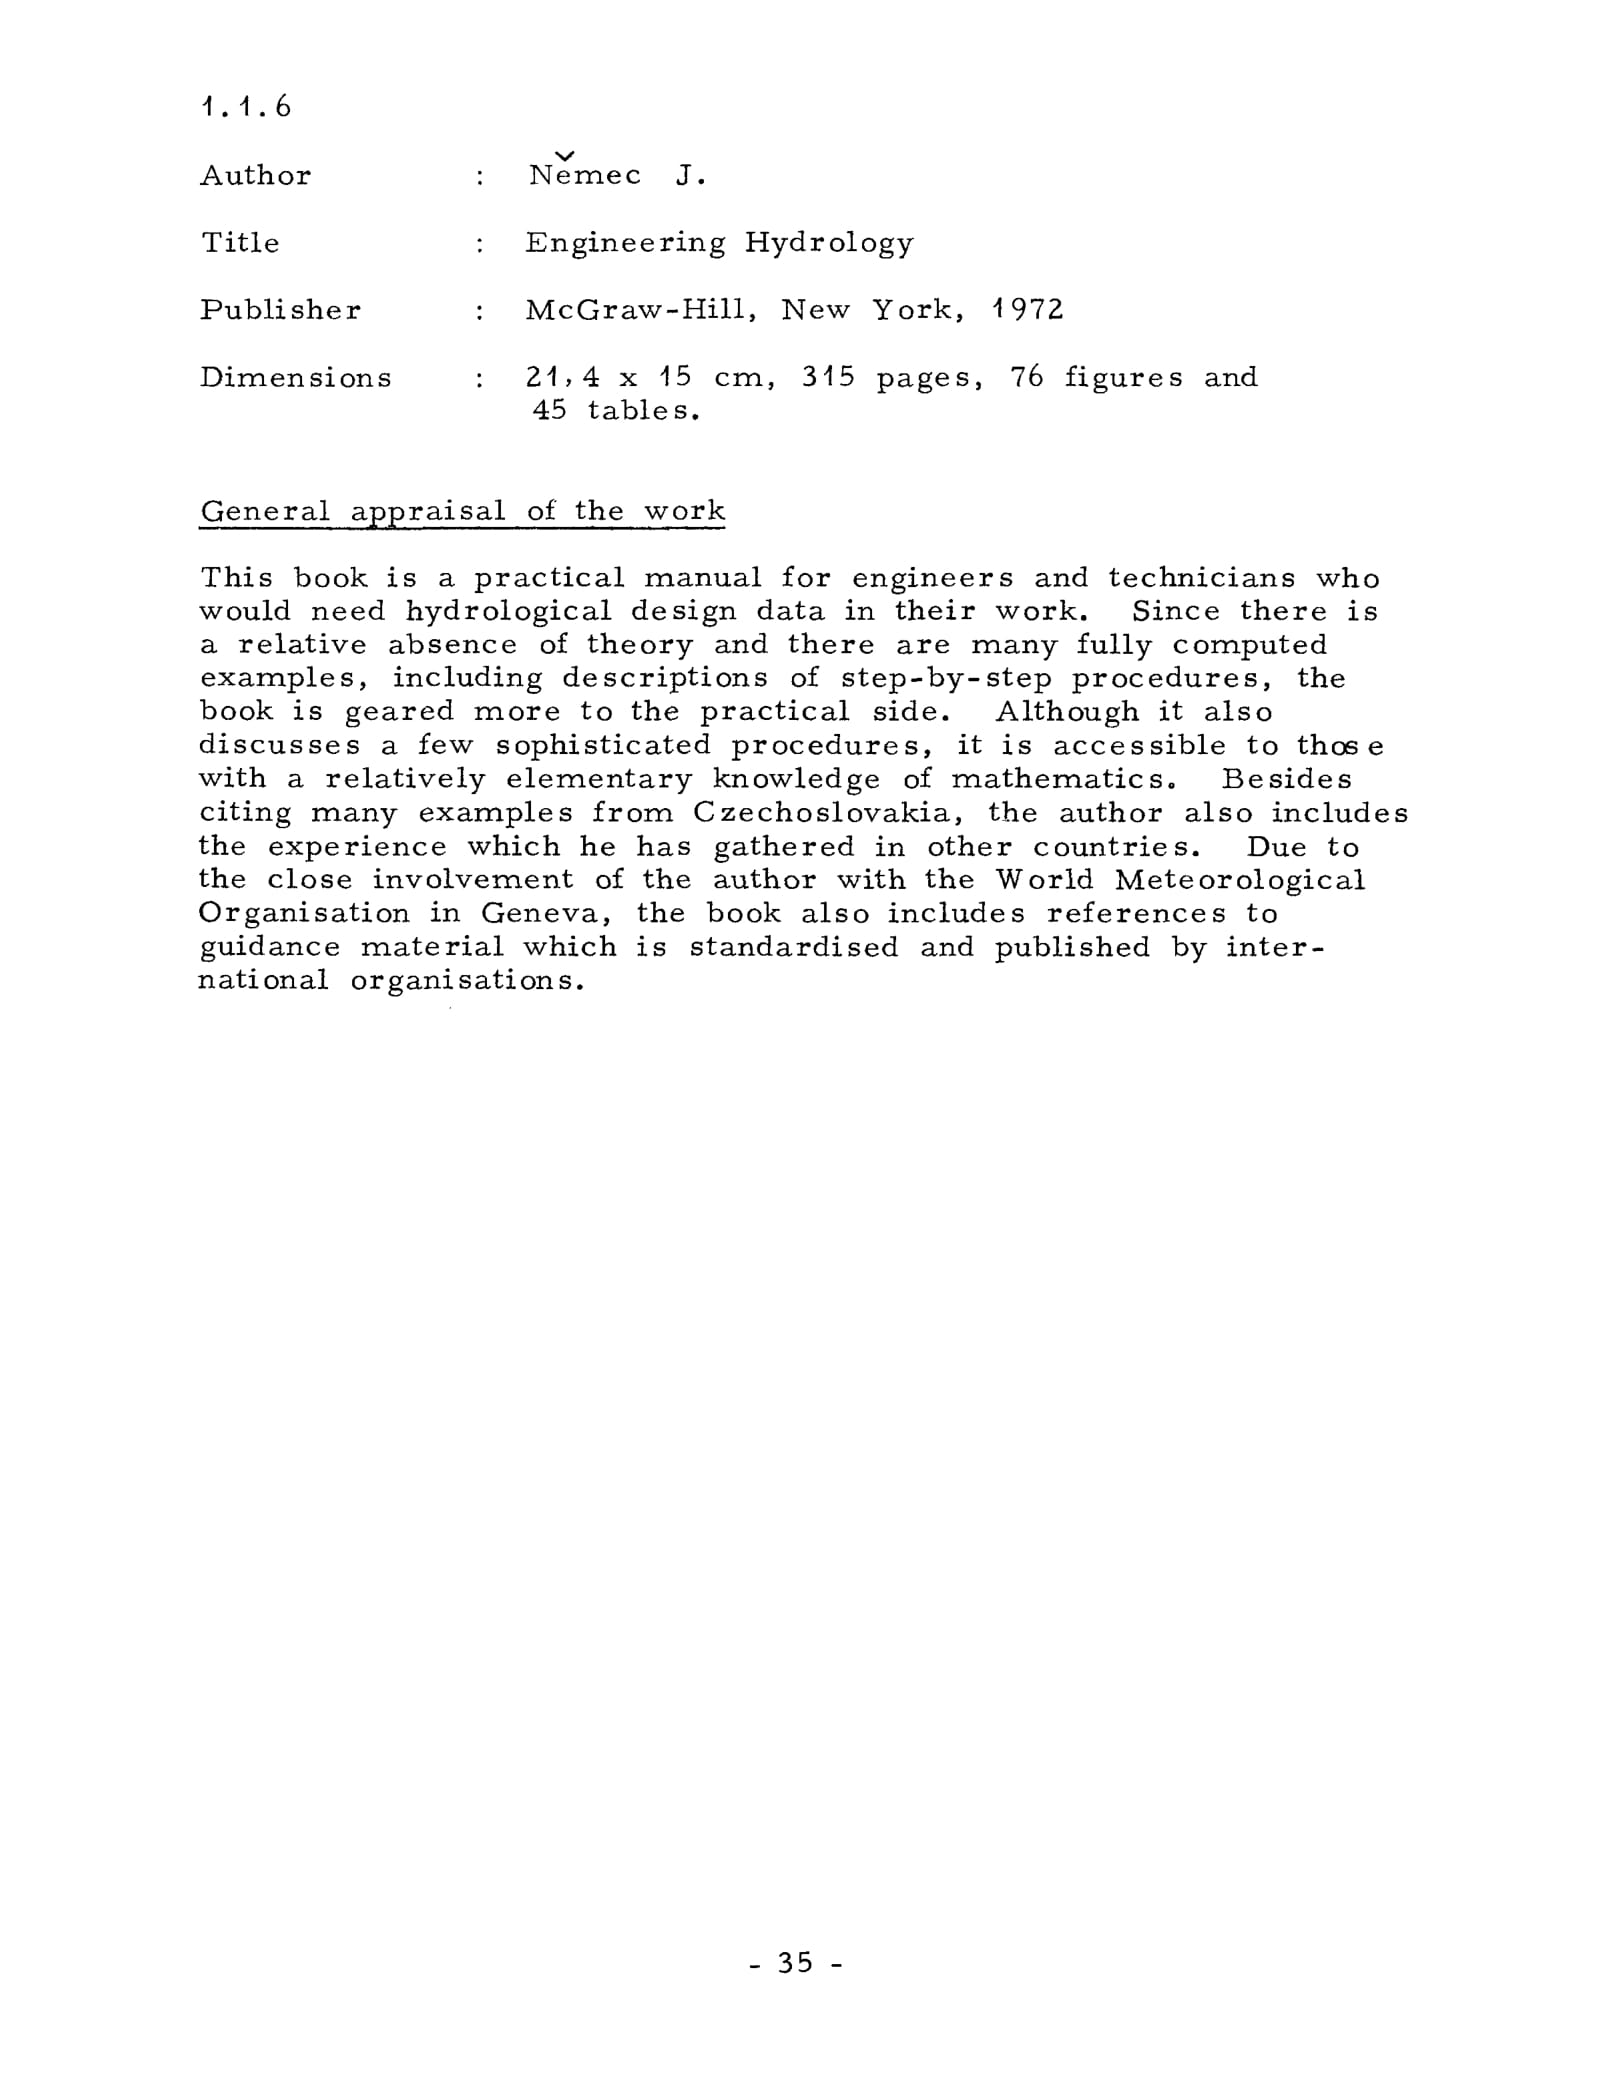 1.1.6
Author : Němec J.
Title : Engineering Hydrology
Publisher : McGraw-Hill, New York, 1972
Dimensions : 21,4 x 15 cm, 315 pages, 76 figures and
45 tables.
General appraisal of the work
This book is a practical manual for engineers and technicians who
would need hydrological design data in their work. Since there is
a relative absence of theory and there are many fully computed
examples, including descriptions of step-by-step procedures, the
book is geared more to the practical side. Although it also
discusses a few sophisticated procedures, it is accessible to those
with a relatively elementary knowledge of mathematics. Besides
citing many examples from Czechoslovakia, the author also includes
the experience which he has gathered in other countries. Due to
the close involvement of the author with the World Meteorological
Organisation in Geneva, the book also includes references to
guidance material which is standardised and published by inter-
national organisations.
- 35 -